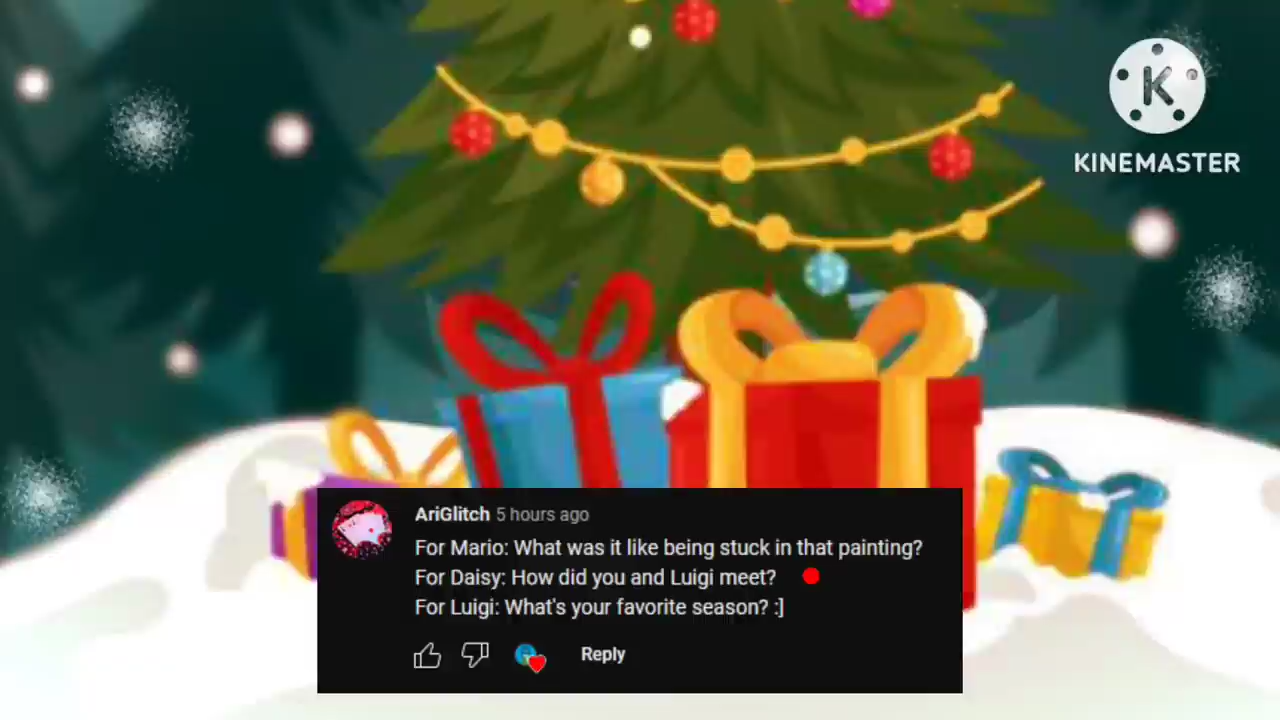 K
KINEMASTER
AriGlitch 5 hours ago
For Mario: What was it like being stuck in that painting?
For Daisy: How did you and Luigi meet?
For Luigi: What's your favorite season? :]
Reply